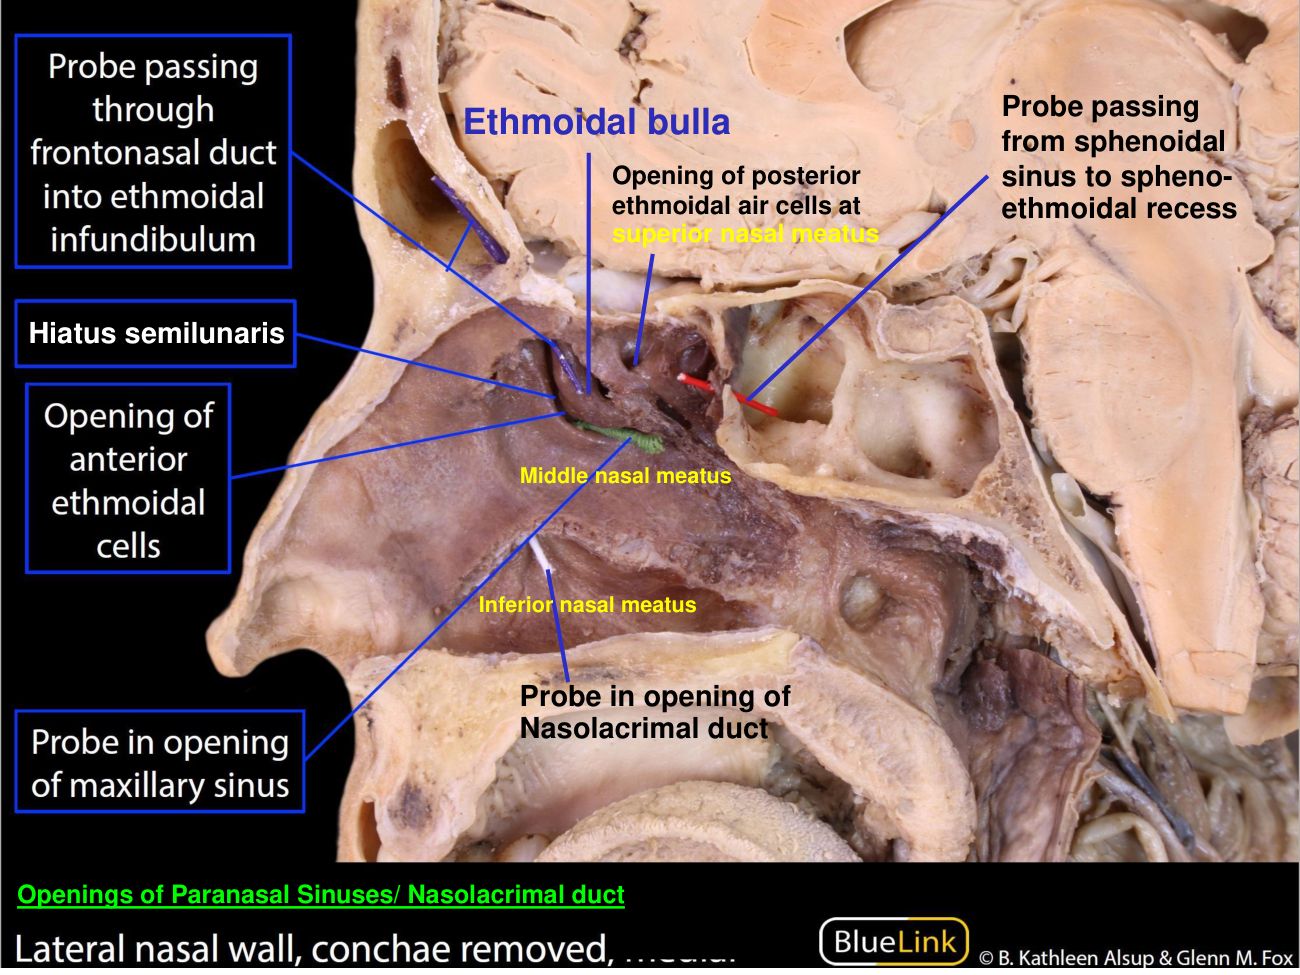 Probe passing
through
frontonasal duct
into ethmoidal
infundibulum
Ethmoidal bulla
Opening of posterior
ethmoidal air cells at
superior nasal meatus
Probe passing
from sphenoidal
sinus to spheno-
ethmoidal recess
Hiatus semilunaris
Opening of
anterior
ethmoidal
cells
Middle nasal meatus
Inferior nasal meatus
Probe in opening of
Nasolacrimal duct
Probe in opening
of maxillary sinus
Openings of Paranasal Sinuses/ Nasolacrimal duct
Lateral nasal wall, conchae removed,
BlueLink
© B. Kathleen Alsup & Glenn M. Fox